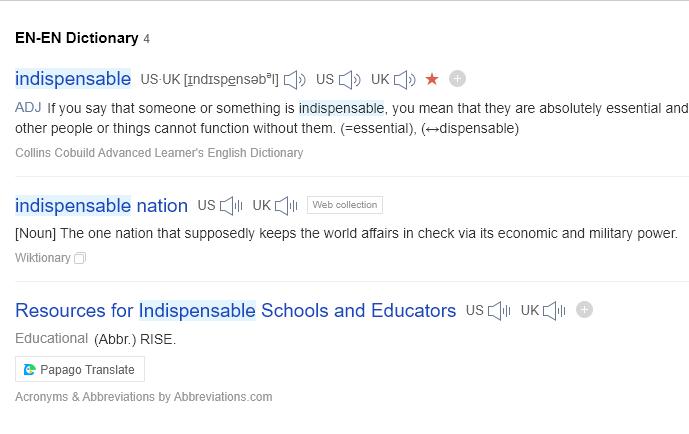 EN-EN Dictionary 4
indispensable US·UK [ɪndɪspensəbᵊl] US UK
ADJ If you say that someone or something is indispensable, you mean that they are absolutely essential and
other people or things cannot function without them. (=essential), (↔dispensable)
Collins Cobuild Advanced Learner's English Dictionary
indispensable nation US UK Web collection
[Noun] The one nation that supposedly keeps the world affairs in check via its economic and military power.
Wiktionary
Resources for Indispensable Schools and Educators US UK
Educational (Abbr.) RISE.
Papago Translate
Acronyms & Abbreviations by Abbreviations.com